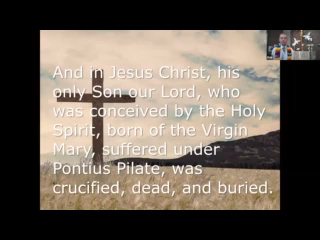 And in Jesus Christ, his
only Son our Lord, who
was conceived by the Holy
Spirit, born of the Virgin
Mary, suffered under
Pontius Pilate, was
crucified, dead, and buried.